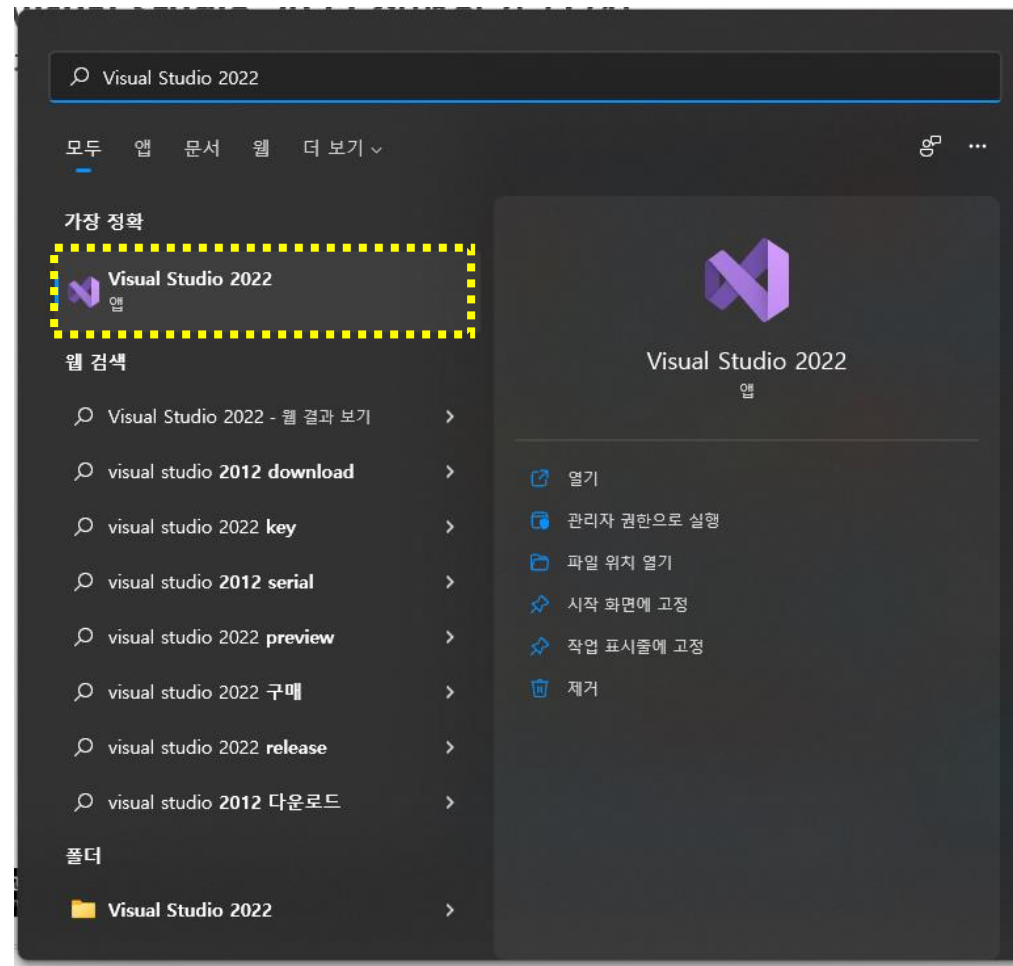 Visual Studio 2022
모두 앱 문서 웹 더 보기
가장 정확
Visual Studio 2022
앱
웹 검색
Visual Studio 2022 - 웹 결과 보기
visual studio 2012 download
visual studio 2022 key
visual studio 2012 serial
visual studio 2022 preview
visual studio 2022 구매
visual studio 2022 release
visual studio 2012 다운로드
폴더
Visual Studio 2022
Visual Studio 2022
앱
열기
관리자 권한으로 실행
파일 위치 열기
시작 화면에 고정
작업 표시줄에 고정
제거